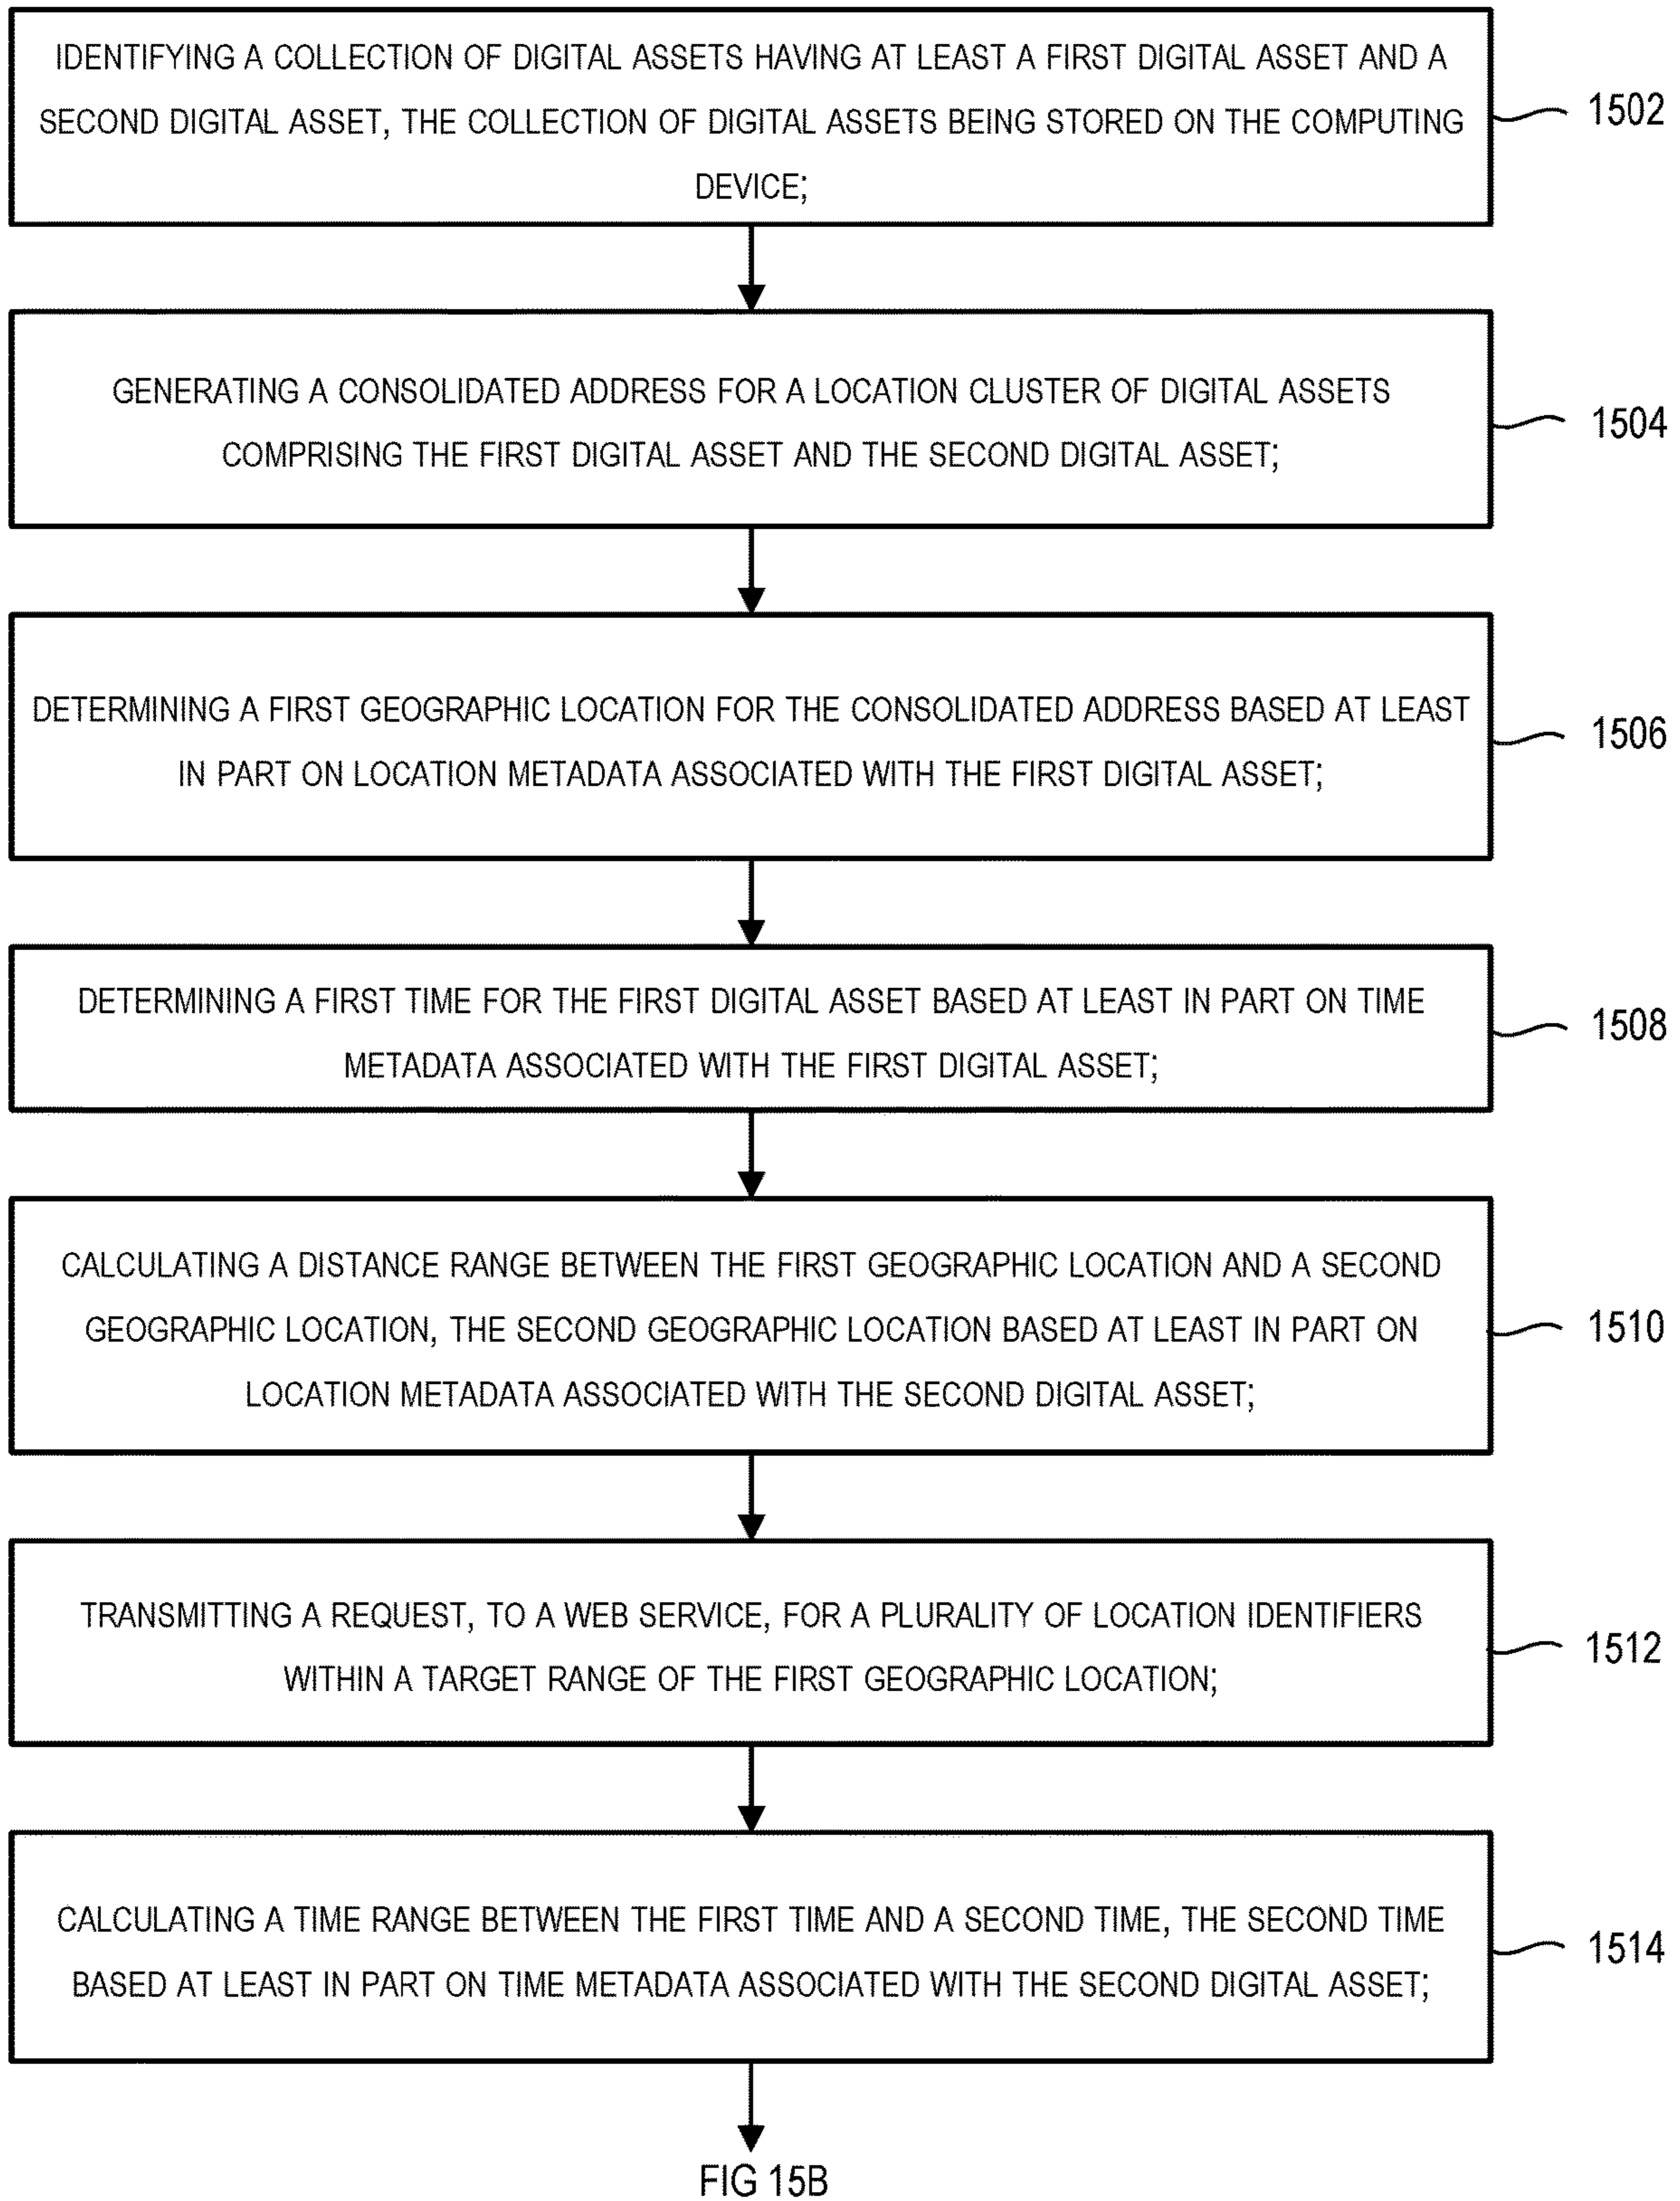 IDENTIFYING A COLLECTION OF DIGITAL ASSETS HAVING AT LEAST A FIRST DIGITAL ASSET AND A
SECOND DIGITAL ASSET, THE COLLECTION OF DIGITAL ASSETS BEING STORED ON THE COMPUTING
DEVICE;
1502
GENERATING A CONSOLIDATED ADDRESS FOR A LOCATION CLUSTER OF DIGITAL ASSETS
COMPRISING THE FIRST DIGITAL ASSET AND THE SECOND DIGITAL ASSET;
1504
DETERMINING A FIRST GEOGRAPHIC LOCATION FOR THE CONSOLIDATED ADDRESS BASED AT LEAST
IN PART ON LOCATION METADATA ASSOCIATED WITH THE FIRST DIGITAL ASSET;
1506
DETERMINING A FIRST TIME FOR THE FIRST DIGITAL ASSET BASED AT LEAST IN PART ON TIME
METADATA ASSOCIATED WITH THE FIRST DIGITAL ASSET;
1508
CALCULATING A DISTANCE RANGE BETWEEN THE FIRST GEOGRAPHIC LOCATION AND A SECOND
GEOGRAPHIC LOCATION, THE SECOND GEOGRAPHIC LOCATION BASED AT LEAST IN PART ON
LOCATION METADATA ASSOCIATED WITH THE SECOND DIGITAL ASSET;
1510
TRANSMITTING A REQUEST, TO A WEB SERVICE, FOR A PLURALITY OF LOCATION IDENTIFIERS
WITHIN A TARGET RANGE OF THE FIRST GEOGRAPHIC LOCATION;
1512
CALCULATING A TIME RANGE BETWEEN THE FIRST TIME AND A SECOND TIME, THE SECOND TIME
BASED AT LEAST IN PART ON TIME METADATA ASSOCIATED WITH THE SECOND DIGITAL ASSET;
1514
FIG 15B